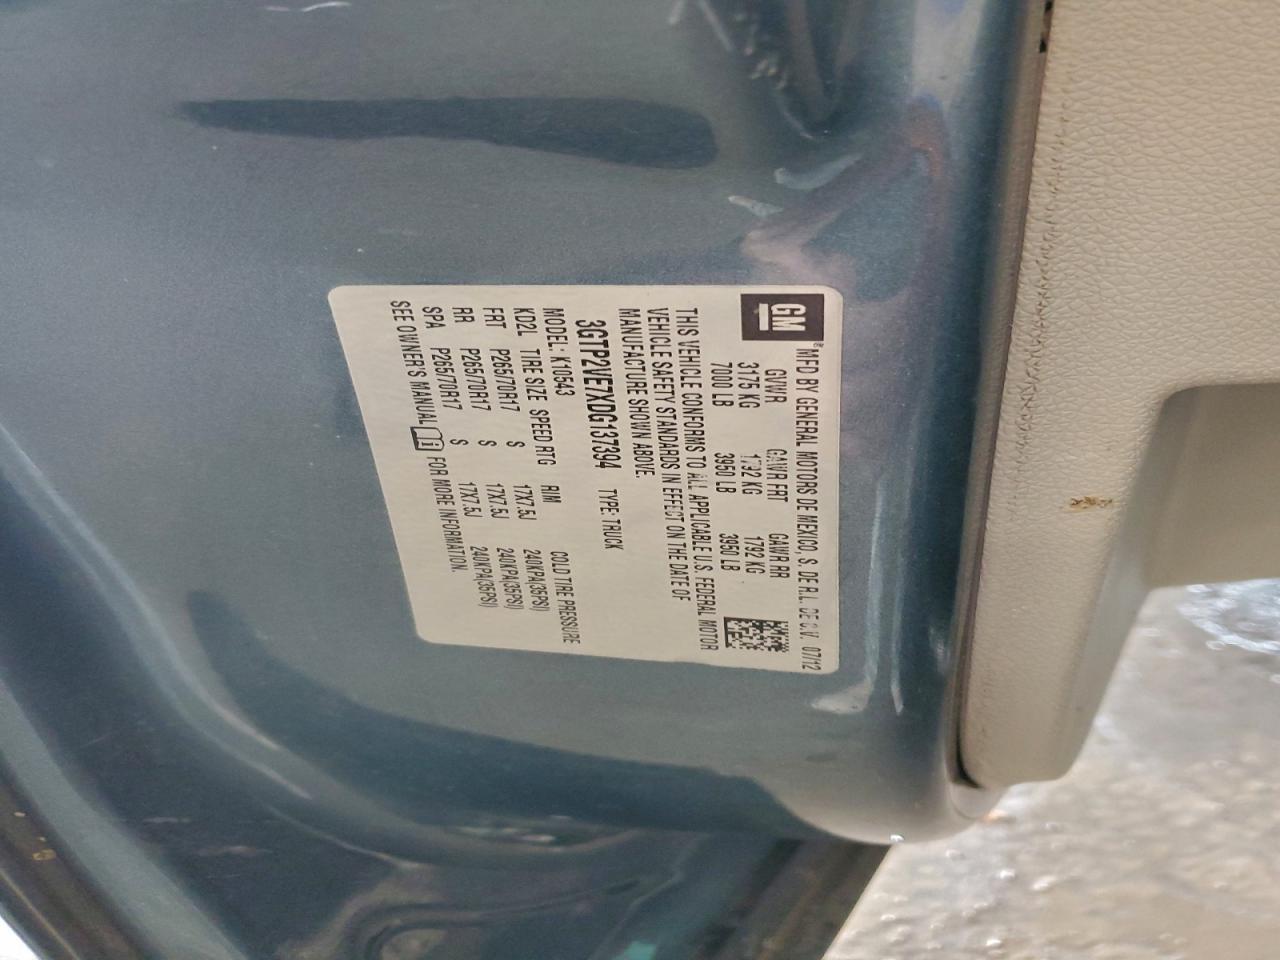 GM ® MFD BY GENERAL MOTORS DE MEXICO, S. DE R.L. DE C.V. 07/12
GVWR GAWR FRT GAWR RR
3175 KG 1792 KG 1792 KG
7000 LB 3950 LB 3950 LB
THIS VEHICLE CONFORMS TO ALL APPLICABLE U.S. FEDERAL MOTOR
VEHICLE SAFETY STANDARDS IN EFFECT ON THE DATE OF
MANUFACTURE SHOWN ABOVE.
3GTP2VE7XDG137394 TYPE: TRUCK
MODEL: K10543
KD2L TIRE SIZE SPEED RTG RIM COLD TIRE PRESSURE
FRT P265/70R17 S 17X7.5J 240KPA(35PSI)
RR P265/70R17 S 17X7.5J 240KPA(35PSI)
SPA P265/70R17 S 17X7.5J 240KPA(35PSI)
SEE OWNER'S MANUAL FOR MORE INFORMATION.